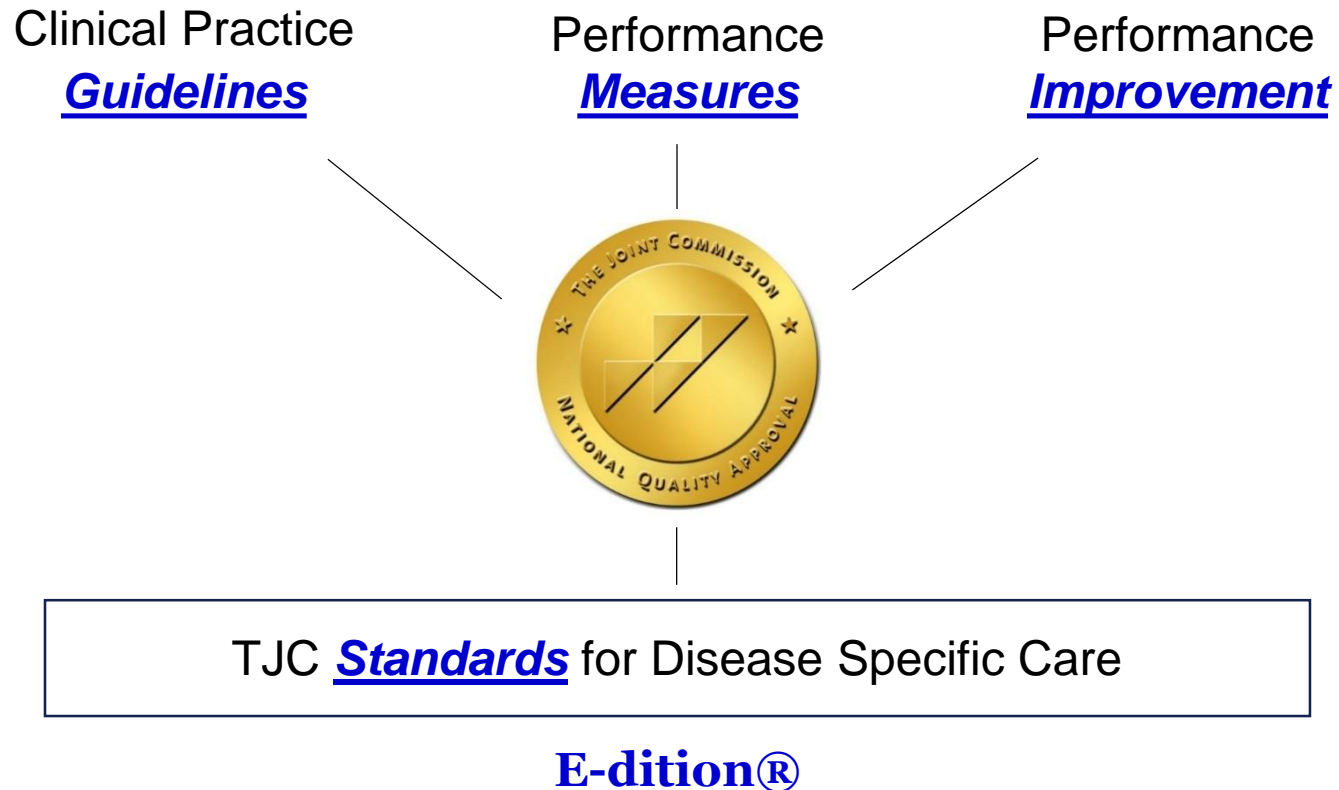 Clinical Practice
Guidelines
Performance
Measures
Performance
Improvement
THE JOINT COMMISSION
NATIONAL QUALITY APPROVAL
TJC Standards for Disease Specific Care
E-dition®